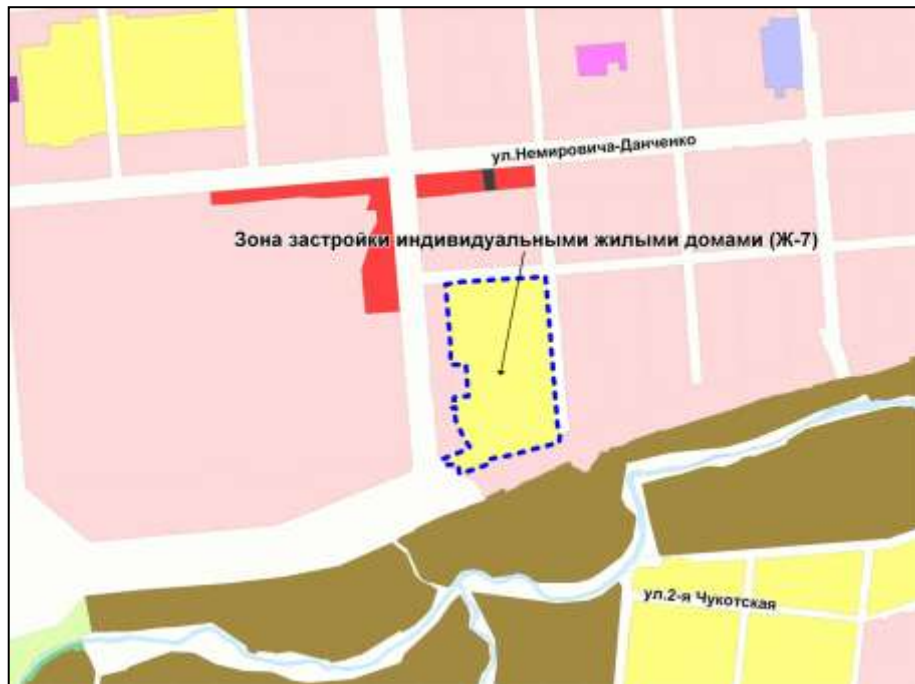 ул.Немировича-Данченко
Зона застройки индивидуальными жилыми домами (Ж-7)
ул.2-я Чукотская